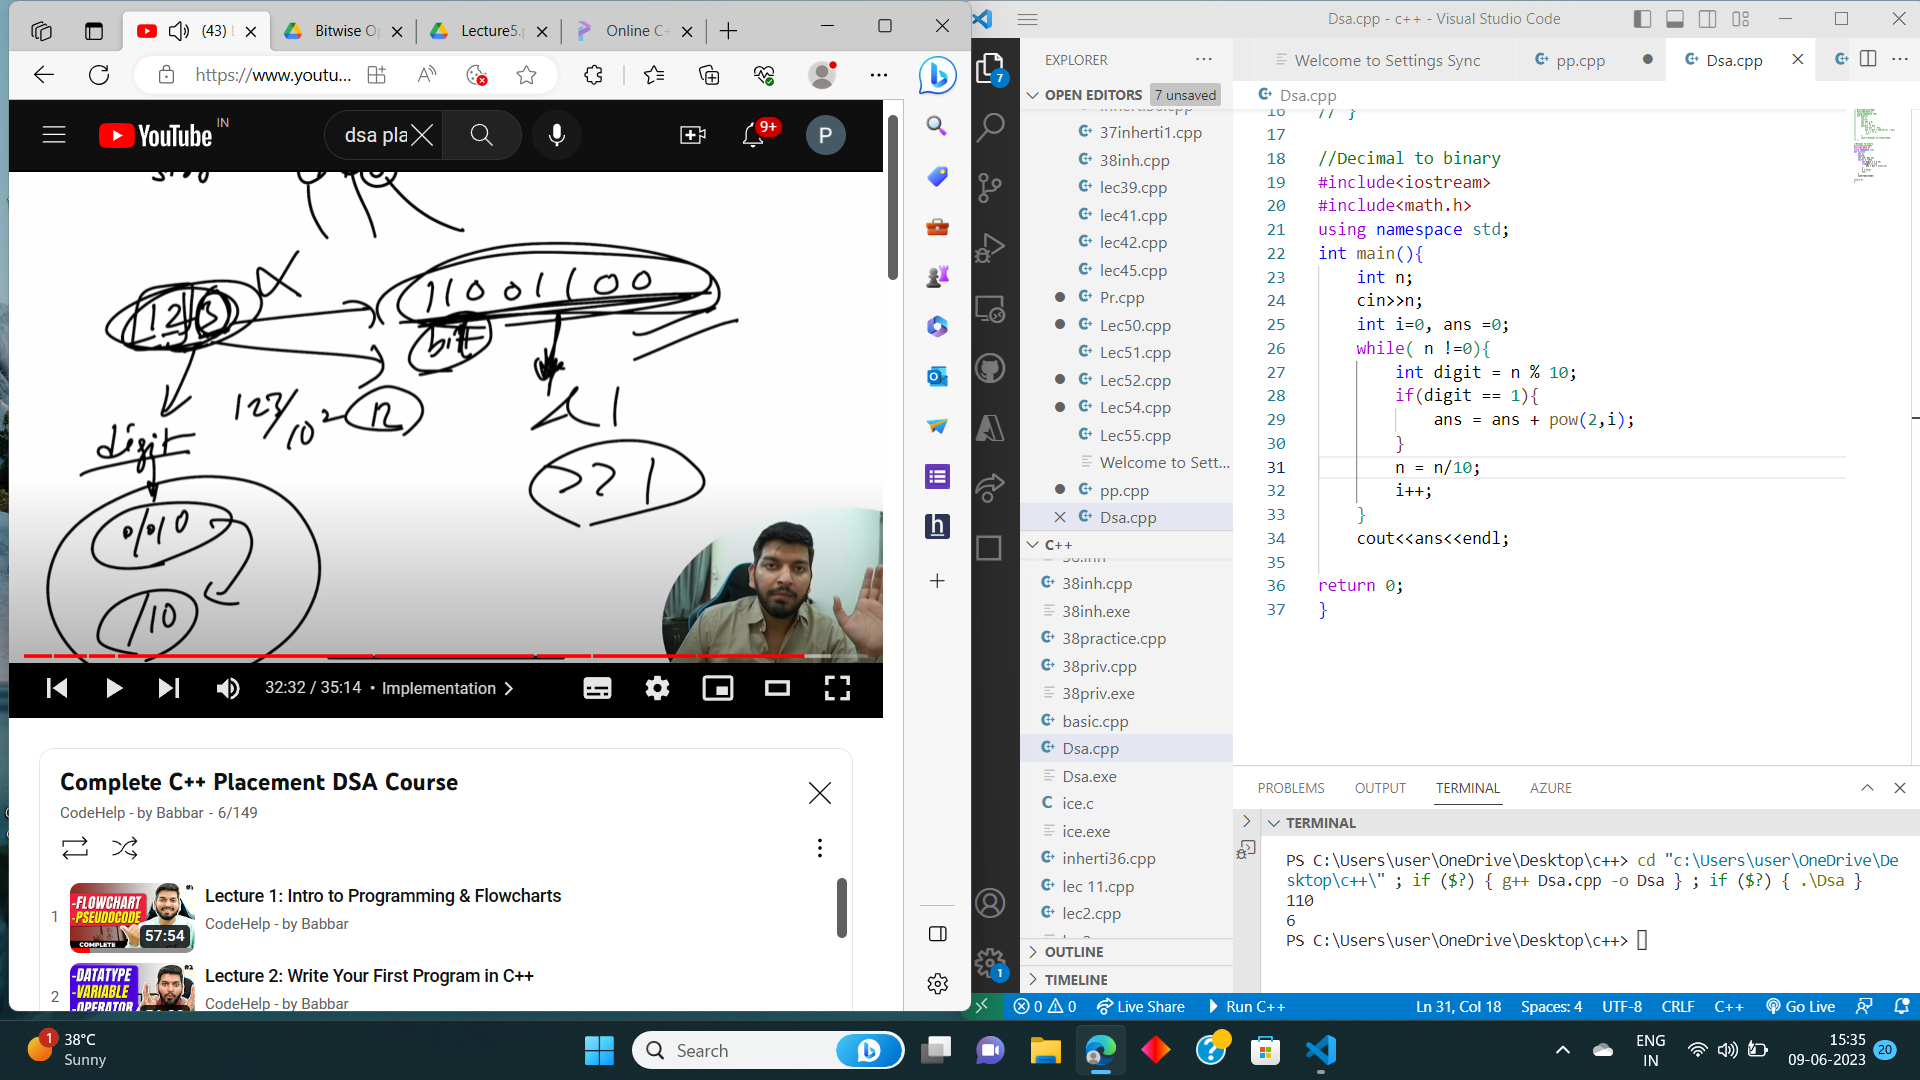 (43)
Bitwise O
Lecture5.
Online C
https://www.youtu...
YouTube IN
dsa pla
9+
P
123
11001100
bit
123/10 = n
digit
< 1
>> 1
0/010
/10
32:32 / 35:14 • Implementation
Complete C++ Placement DSA Course
CodeHelp - by Babbar - 6/149
1
-FLOWCHART
-PSEUDOCODE
COMPLETE
57:54
Lecture 1: Intro to Programming & Flowcharts
CodeHelp - by Babbar
2
-DATATYPE
-VARIABLE
Lecture 2: Write Your First Program in C++
CodeHelp - by Babbar
Dsa.cpp - c++ - Visual Studio Code
7
1
EXPLORER
OPEN EDITORS 7 unsaved
37inherti1.cpp
38inh.cpp
lec39.cpp
lec41.cpp
lec42.cpp
lec45.cpp
Pr.cpp
Lec50.cpp
Lec51.cpp
Lec52.cpp
Lec54.cpp
Lec55.cpp
Welcome to Sett...
pp.cpp
Dsa.cpp
C++
38inh.cpp
38inh.exe
38practice.cpp
38priv.cpp
38priv.exe
basic.cpp
Dsa.cpp
Dsa.exe
ice.c
ice.exe
inherti36.cpp
lec 11.cpp
lec2.cpp
OUTLINE
TIMELINE
Welcome to Settings Sync
pp.cpp
Dsa.cpp
Dsa.cpp
16 // }
17
18 //Decimal to binary
19 #include<iostream>
20 #include<math.h>
21 using namespace std;
22 int main(){
23 int n;
24 cin>>n;
25 int i=0, ans =0;
26 while( n !=0){
27 int digit = n % 10;
28 if(digit == 1){
29 ans = ans + pow(2,i);
30 }
31 n = n/10;
32 i++;
33 }
34 cout<<ans<<endl;
35
36 return 0;
37 }
PROBLEMS OUTPUT TERMINAL AZURE
TERMINAL
PS C:\Users\user\OneDrive\Desktop\c++> cd "c:\Users\user\OneDrive\De
sktop\c++\" ; if ($?) { g++ Dsa.cpp -o Dsa } ; if ($?) { .\Dsa }
110
6
PS C:\Users\user\OneDrive\Desktop\c++>
0 0 Live Share Run C++ Ln 31, Col 18 Spaces: 4 UTF-8 CRLF C++ Go Live
1
38°C
Sunny
Search
ENG
IN
15:35
09-06-2023
20